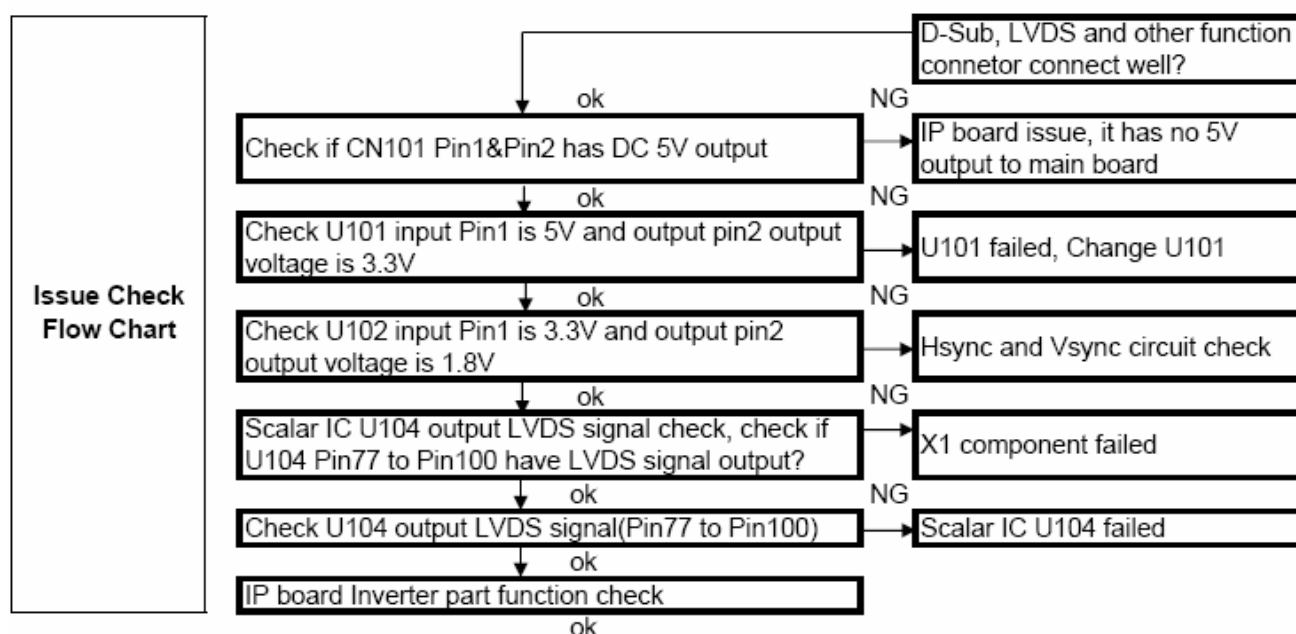 D-Sub, LVDS and other function
connetor connect well?
ok
NG
Check if CN101 Pin1&Pin2 has DC 5V output
IP board issue, it has no 5V
output to main board
ok
NG
Check U101 input Pin1 is 5V and output pin2 output
voltage is 3.3V
U101 failed, Change U101
ok
NG
Issue Check
Flow Chart
Check U102 input Pin1 is 3.3V and output pin2
output voltage is 1.8V
Hsync and Vsync circuit check
ok
NG
Scalar IC U104 output LVDS signal check, check if
U104 Pin77 to Pin100 have LVDS signal output?
X1 component failed
ok
NG
Check U104 output LVDS signal(Pin77 to Pin100)
Scalar IC U104 failed
ok
IP board Inverter part function check
ok